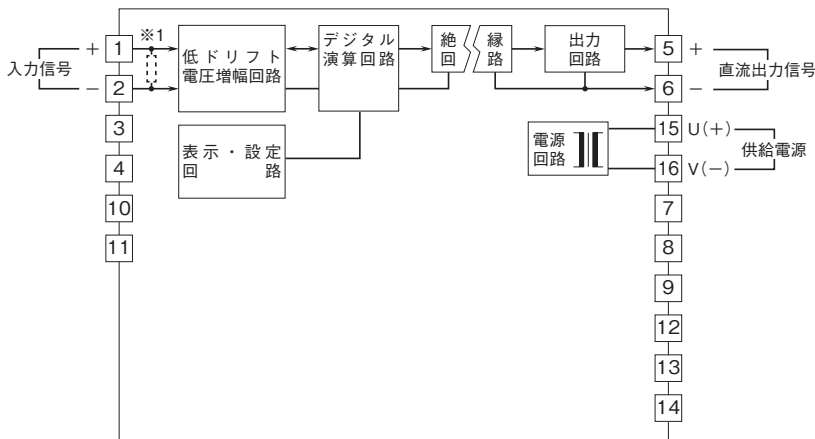 ※1
+ 1
入力信号
− 2
3
4
10
11
低ドリフト
電圧増幅回路
デジタル
演算回路
絶縁
回路
出力
回路
表示・設定
回路
電源
回路
5 +
直流出力信号
6 −
15 U(+)
供給電源
16 V(−)
7
8
9
12
13
14